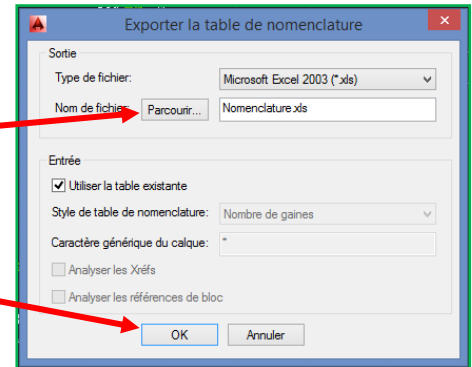 Exporter la table de nomenclature
Sortie
Type de fichier: Microsoft Excel 2003 (*.xls)
Nom de fichier: Parcourir... Nomenclature.xls
Entrée
Utiliser la table existante
Style de table de nomenclature: Nombre de gaines
Caractère générique du calque: *
Analyser les Xréfs
Analyser les références de bloc
OK Annuler